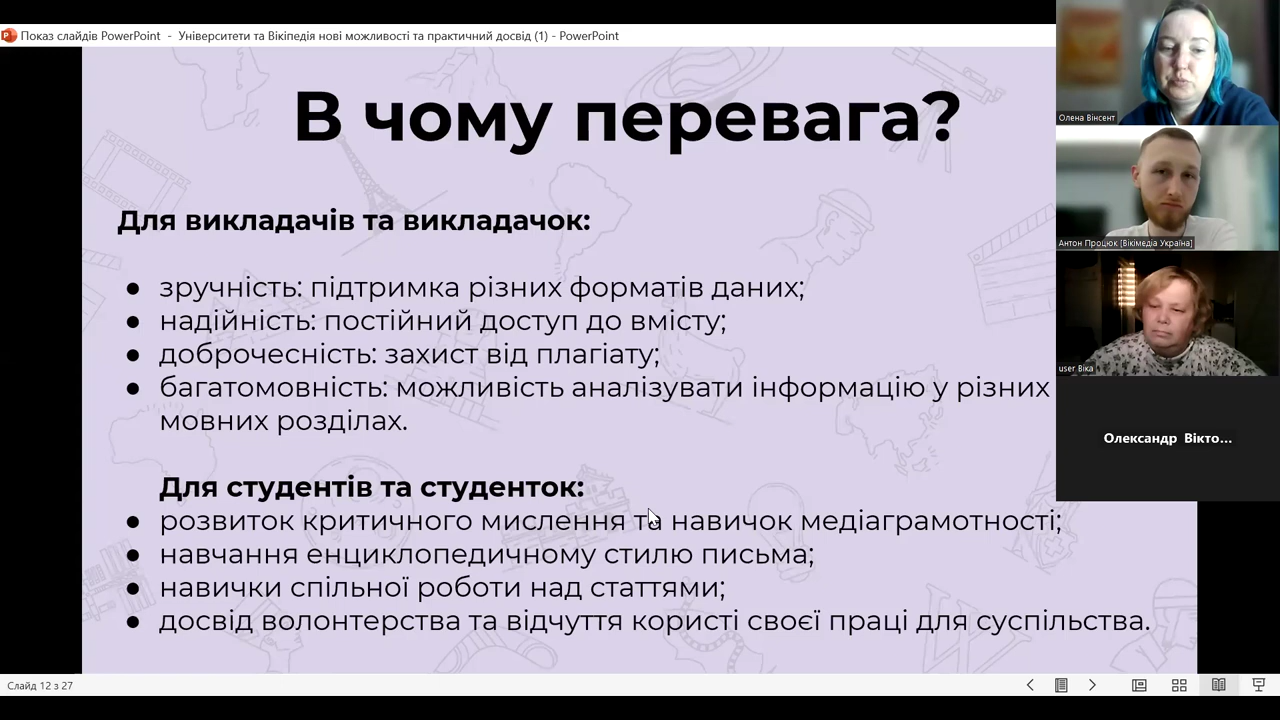 Показ слайдів PowerPoint - Університети та Вікіпедія нові можливості та практичний досвід (1) - PowerPoint
В чому перевага?
Для викладачів та викладачок:
● зручність: підтримка різних форматів даних;
● надійність: постійний доступ до вмісту;
● доброчесність: захист від плагіату;
● багатомовність: можливість аналізувати інформацію у різних
мовних розділах.
Для студентів та студенток:
● розвиток критичного мислення та навичок медіаграмотності;
● навчання енциклопедичному стилю письма;
● навички спільної роботи над статтями;
● досвід волонтерства та відчуття користі своєї праці для суспільства.
Слайд 12 з 27
Олена Вінсент
Антон Процюк [Вікімедіа Україна]
user Віка
Олександр Вікто...